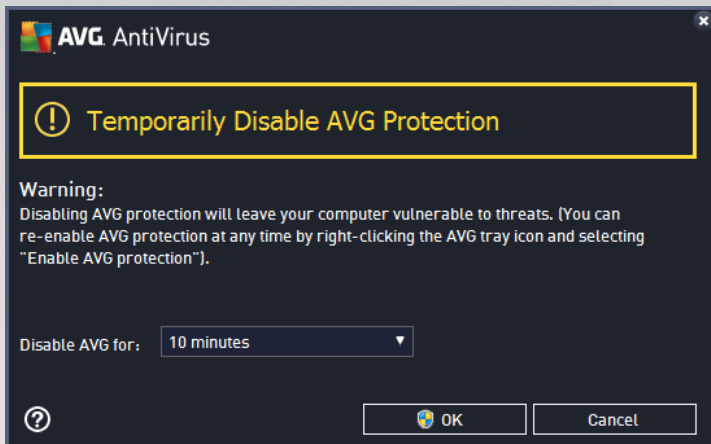 AVG. AntiVirus
Temporarily Disable AVG Protection
Warning:
Disabling AVG protection will leave your computer vulnerable to threats. (You can
re-enable AVG protection at any time by right-clicking the AVG tray icon and selecting
"Enable AVG protection").
Disable AVG for: 10 minutes
OK Cancel